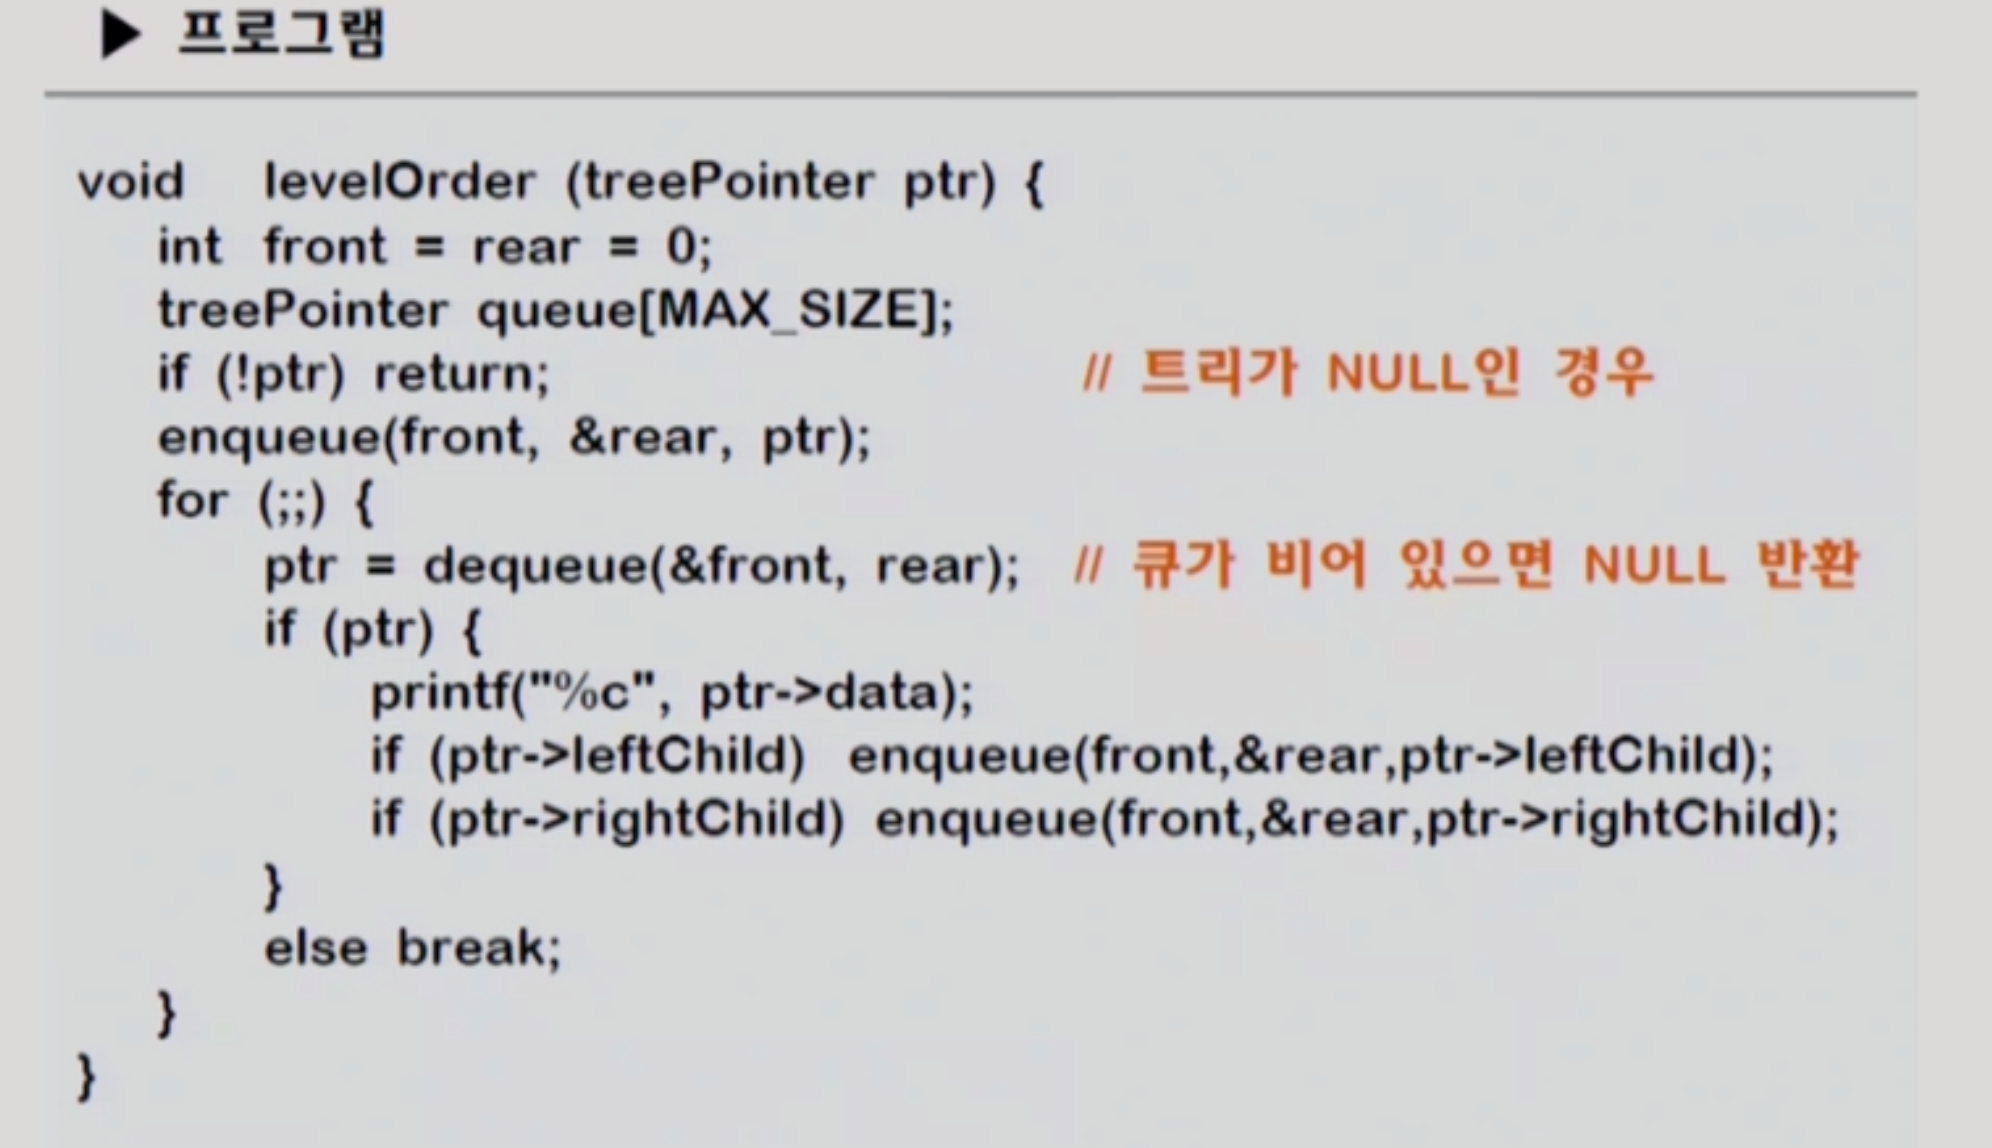 ▶ 프로그램
void levelOrder (treePointer ptr) {
int front = rear = 0;
treePointer queue[MAX_SIZE];
if (!ptr) return; // 트리가 NULL인 경우
enqueue(front, &rear, ptr);
for (;;) {
ptr = dequeue(&front, rear); // 큐가 비어 있으면 NULL 반환
if (ptr) {
printf("%c", ptr->data);
if (ptr->leftChild) enqueue(front,&rear,ptr->leftChild);
if (ptr->rightChild) enqueue(front,&rear,ptr->rightChild);
}
else break;
}
}